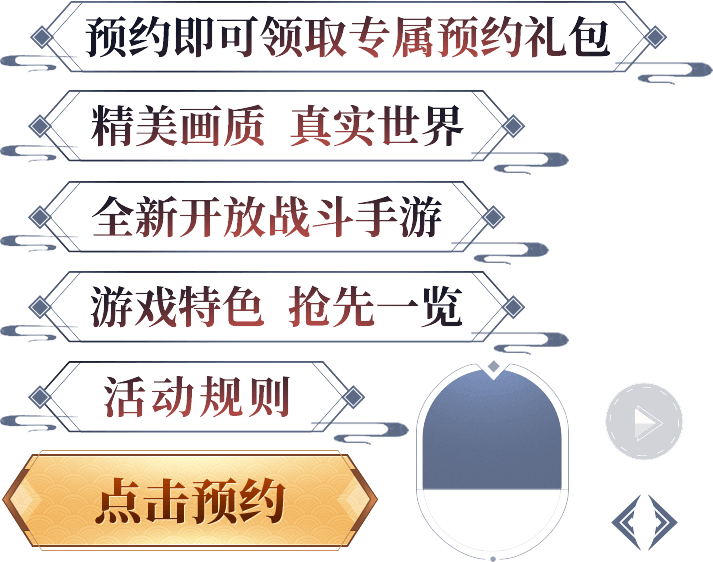 预约即可领取专属预约礼包
精美画质 真实世界
全新开放战斗手游
游戏特色 抢先一览
活动规则
点击预约